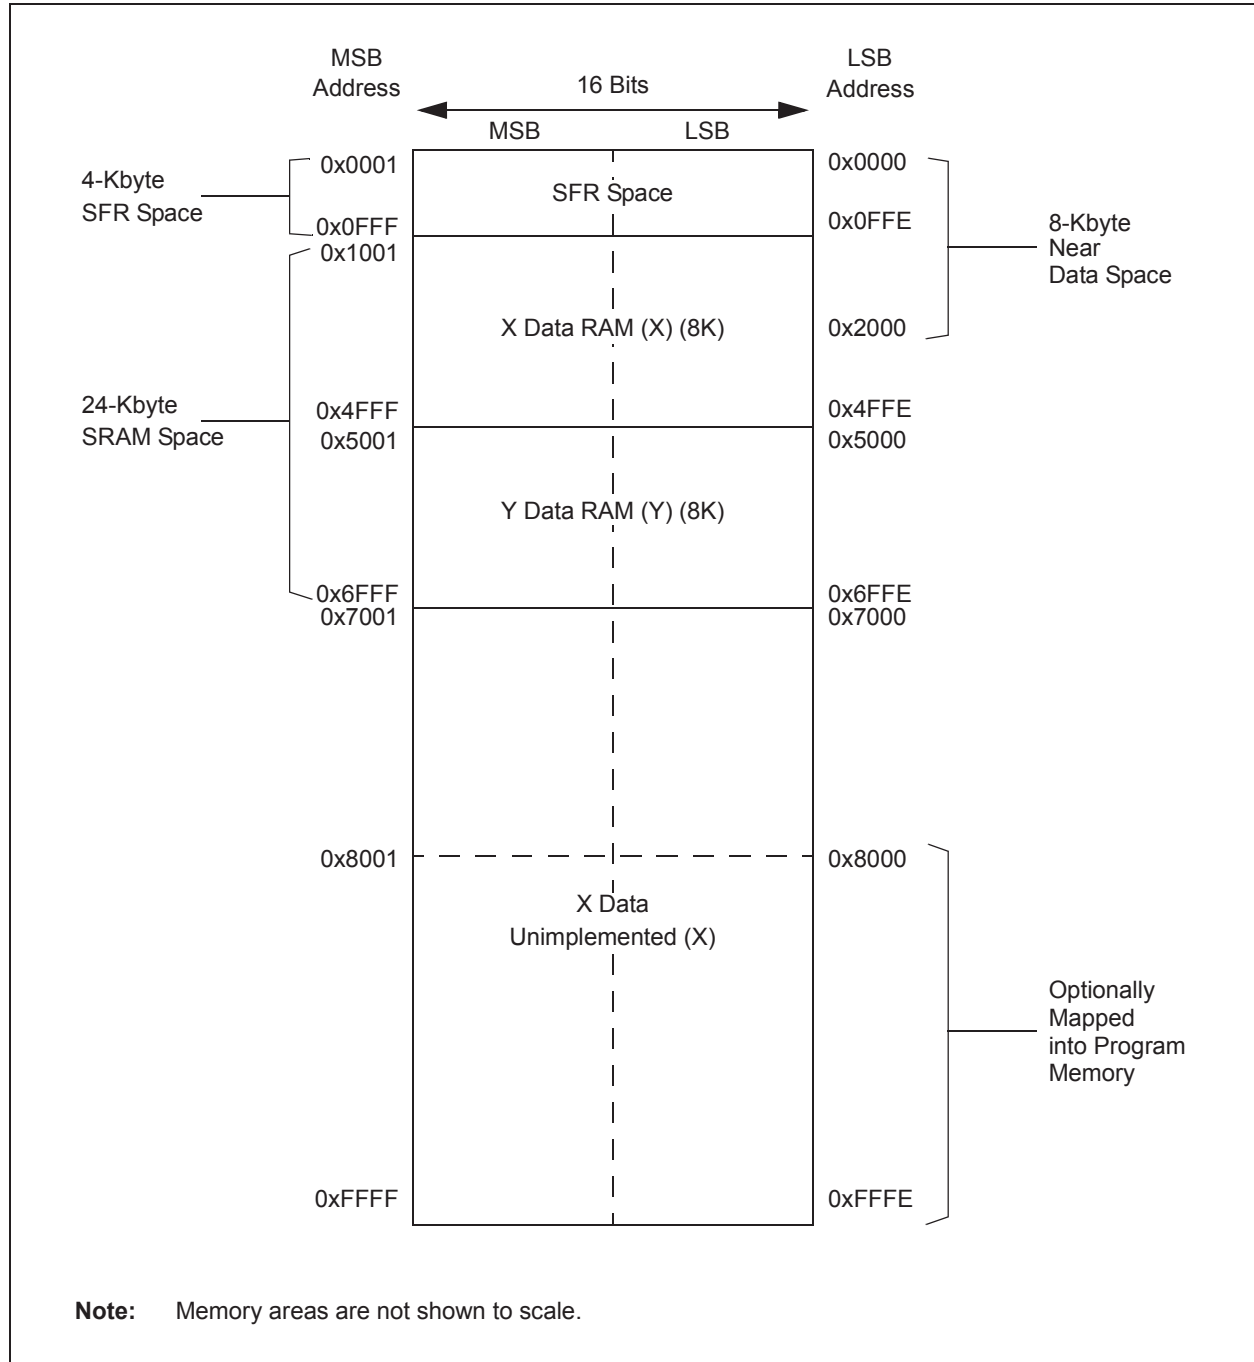 MSB
Address
LSB
Address
16 Bits
MSB
LSB
4-Kbyte
SFR Space
0x0001
0x0FFF
0x1001
SFR Space
0x0000
0x0FFE
8-Kbyte
Near
Data Space
X Data RAM (X) (8K)
0x2000
24-Kbyte
SRAM Space
0x4FFF
0x5001
0x4FFE
0x5000
Y Data RAM (Y) (8K)
0x6FFF
0x7001
0x6FFE
0x7000
0x8001
0x8000
X Data
Unimplemented (X)
Optionally
Mapped
into Program
Memory
0xFFFF
0xFFFE
Note: Memory areas are not shown to scale.